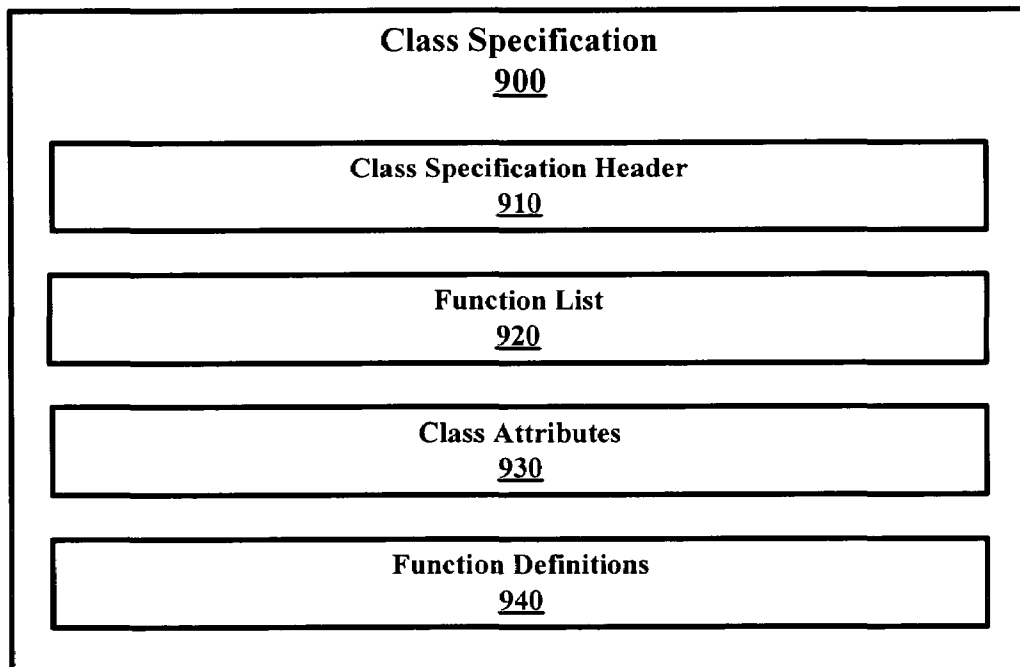 Class Specification
900
Class Specification Header
910
Function List
920
Class Attributes
930
Function Definitions
940